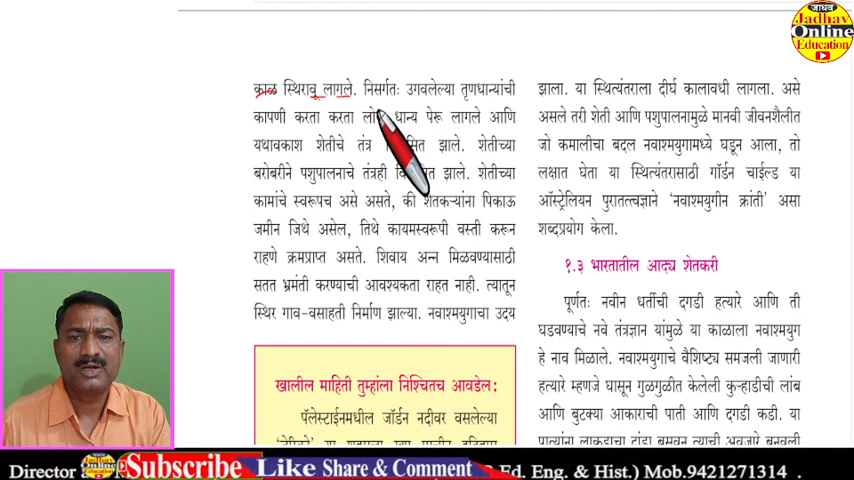 जाधव
Jadhav
Online
Education
काळ स्थिरावू लागले. निसर्गतः उगवलेल्या तृणधान्यांची
कापणी करता करता धान्य पेरू लागले आणि
यथावकाश शेतीचे तंत्र झाले. शेतीच्या
बरोबरीने पशुपालनाचे तंत्रही झाले. शेतीच्या
कामांचे स्वरूपच असे असते, की शेतकऱ्यांना पिकाऊ
जमीन जिथे असेल, तिथे कायमस्वरूपी वस्ती करून
राहणे क्रमप्राप्त असते. शिवाय अन्न मिळवण्यासाठी
सतत भ्रमंती करण्याची आवश्यकता राहत नाही. त्यातून
स्थिर गाव-वसाहती निर्माण झाल्या. नवाश्मयुगाचा उदय
खालील माहिती तुम्हांला निश्चितच आवडेल :
पॅलेस्टाईनमधील जॉर्डन नदीवर वसलेल्या
झाला. या स्थित्यंतराला दीर्घ कालावधी लागला. असे
असले तरी शेती आणि पशुपालनामुळे मानवी जीवनशैलीत
जो कमालीचा बदल नवाश्मयुगामध्ये घडून आला, तो
लक्षात घेता या स्थित्यंतरासाठी गॉर्डन चाईल्ड या
ऑस्ट्रेलियन पुरातत्त्वज्ञाने ‘नवाश्मयुगीन क्रांती’ असा
शब्दप्रयोग केला.
१.३ भारतातील आद्य शेतकरी
पूर्णतः नवीन धर्तीची दगडी हत्यारे आणि ती
घडवण्याचे नवे तंत्रज्ञान यांमुळे या काळाला नवाश्मयुग
हे नाव मिळाले. नवाश्मयुगाचे वैशिष्ट्य समजली जाणारी
हत्यारे म्हणजे घासून गुळगुळीत केलेली कुऱ्हाडीची लांब
आणि बुटक्या आकाराची पाती आणि दगडी कडी. या
पात्यांना लाकडाचा दांडा बसवून त्याची अवजारे बनवली
Director Subscribe Like Share & Comment Ed. Eng. & Hist.) Mob.9421271314 .